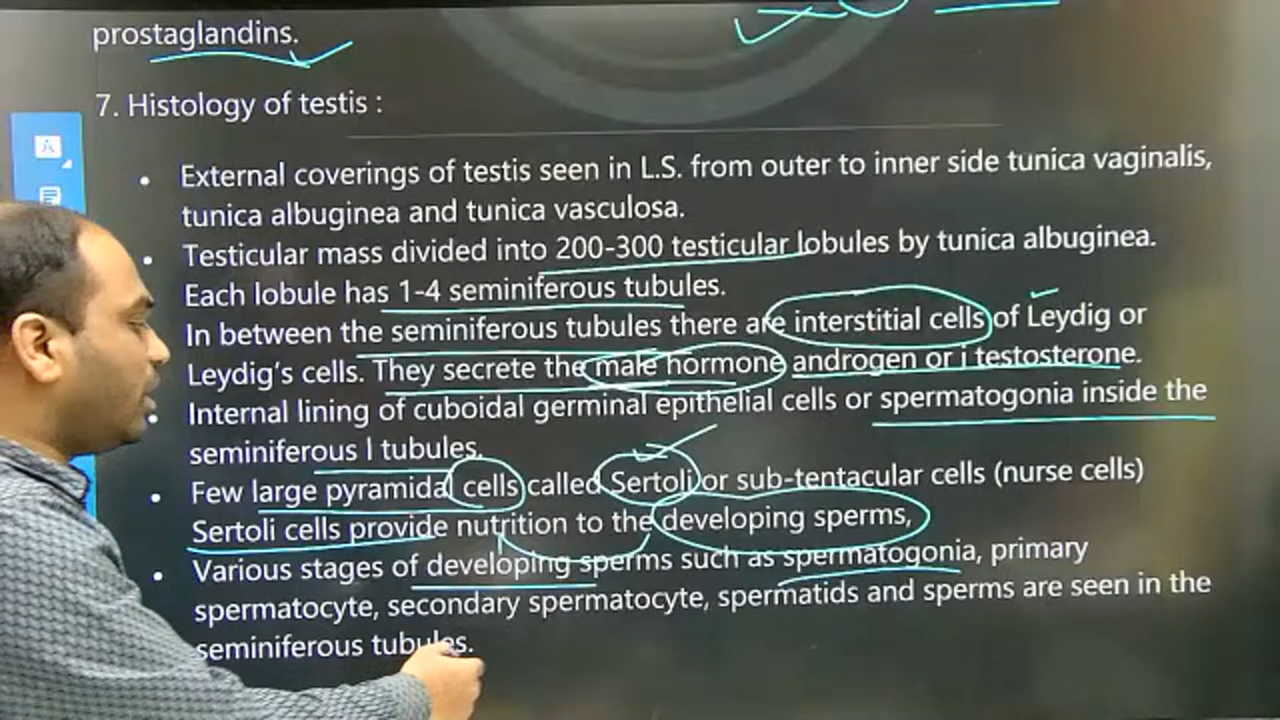 prostaglandins.
7. Histology of testis :
• External coverings of testis seen in L.S. from outer to inner side tunica vaginalis,
tunica albuginea and tunica vasculosa.
• Testicular mass divided into 200-300 testicular lobules by tunica albuginea.
Each lobule has 1-4 seminiferous tubules.
In between the seminiferous tubules there are interstitial cells of Leydig or
Leydig's cells. They secrete the male hormone androgen or i testosterone.
• Internal lining of cuboidal germinal epithelial cells or spermatogonia inside the
seminiferous l tubules.
• Few large pyramidal cells called Sertoli or sub-tentacular cells (nurse cells)
Sertoli cells provide nutrition to the developing sperms,
• Various stages of developing sperms such as spermatogonia, primary
spermatocyte, secondary spermatocyte, spermatids and sperms are seen in the
seminiferous tubules.